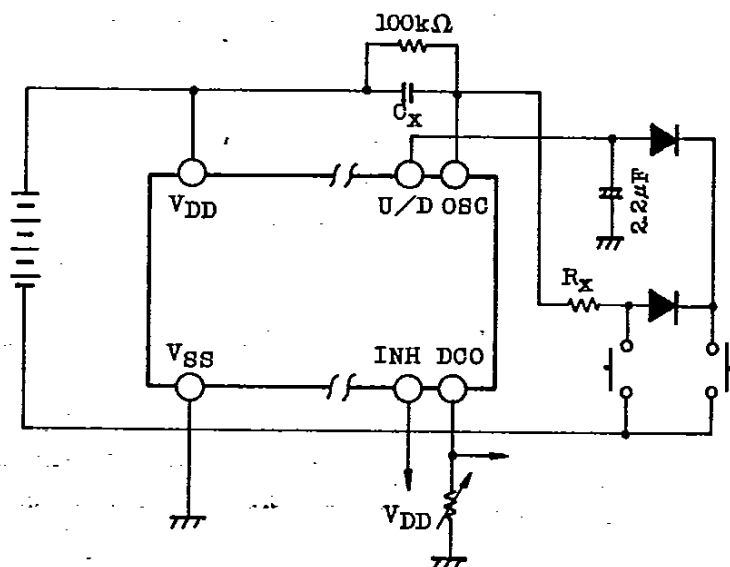 100kΩ
Cx
VDD
U/D OSC
2.2μF
Rx
VSS
INH DCO
VDD